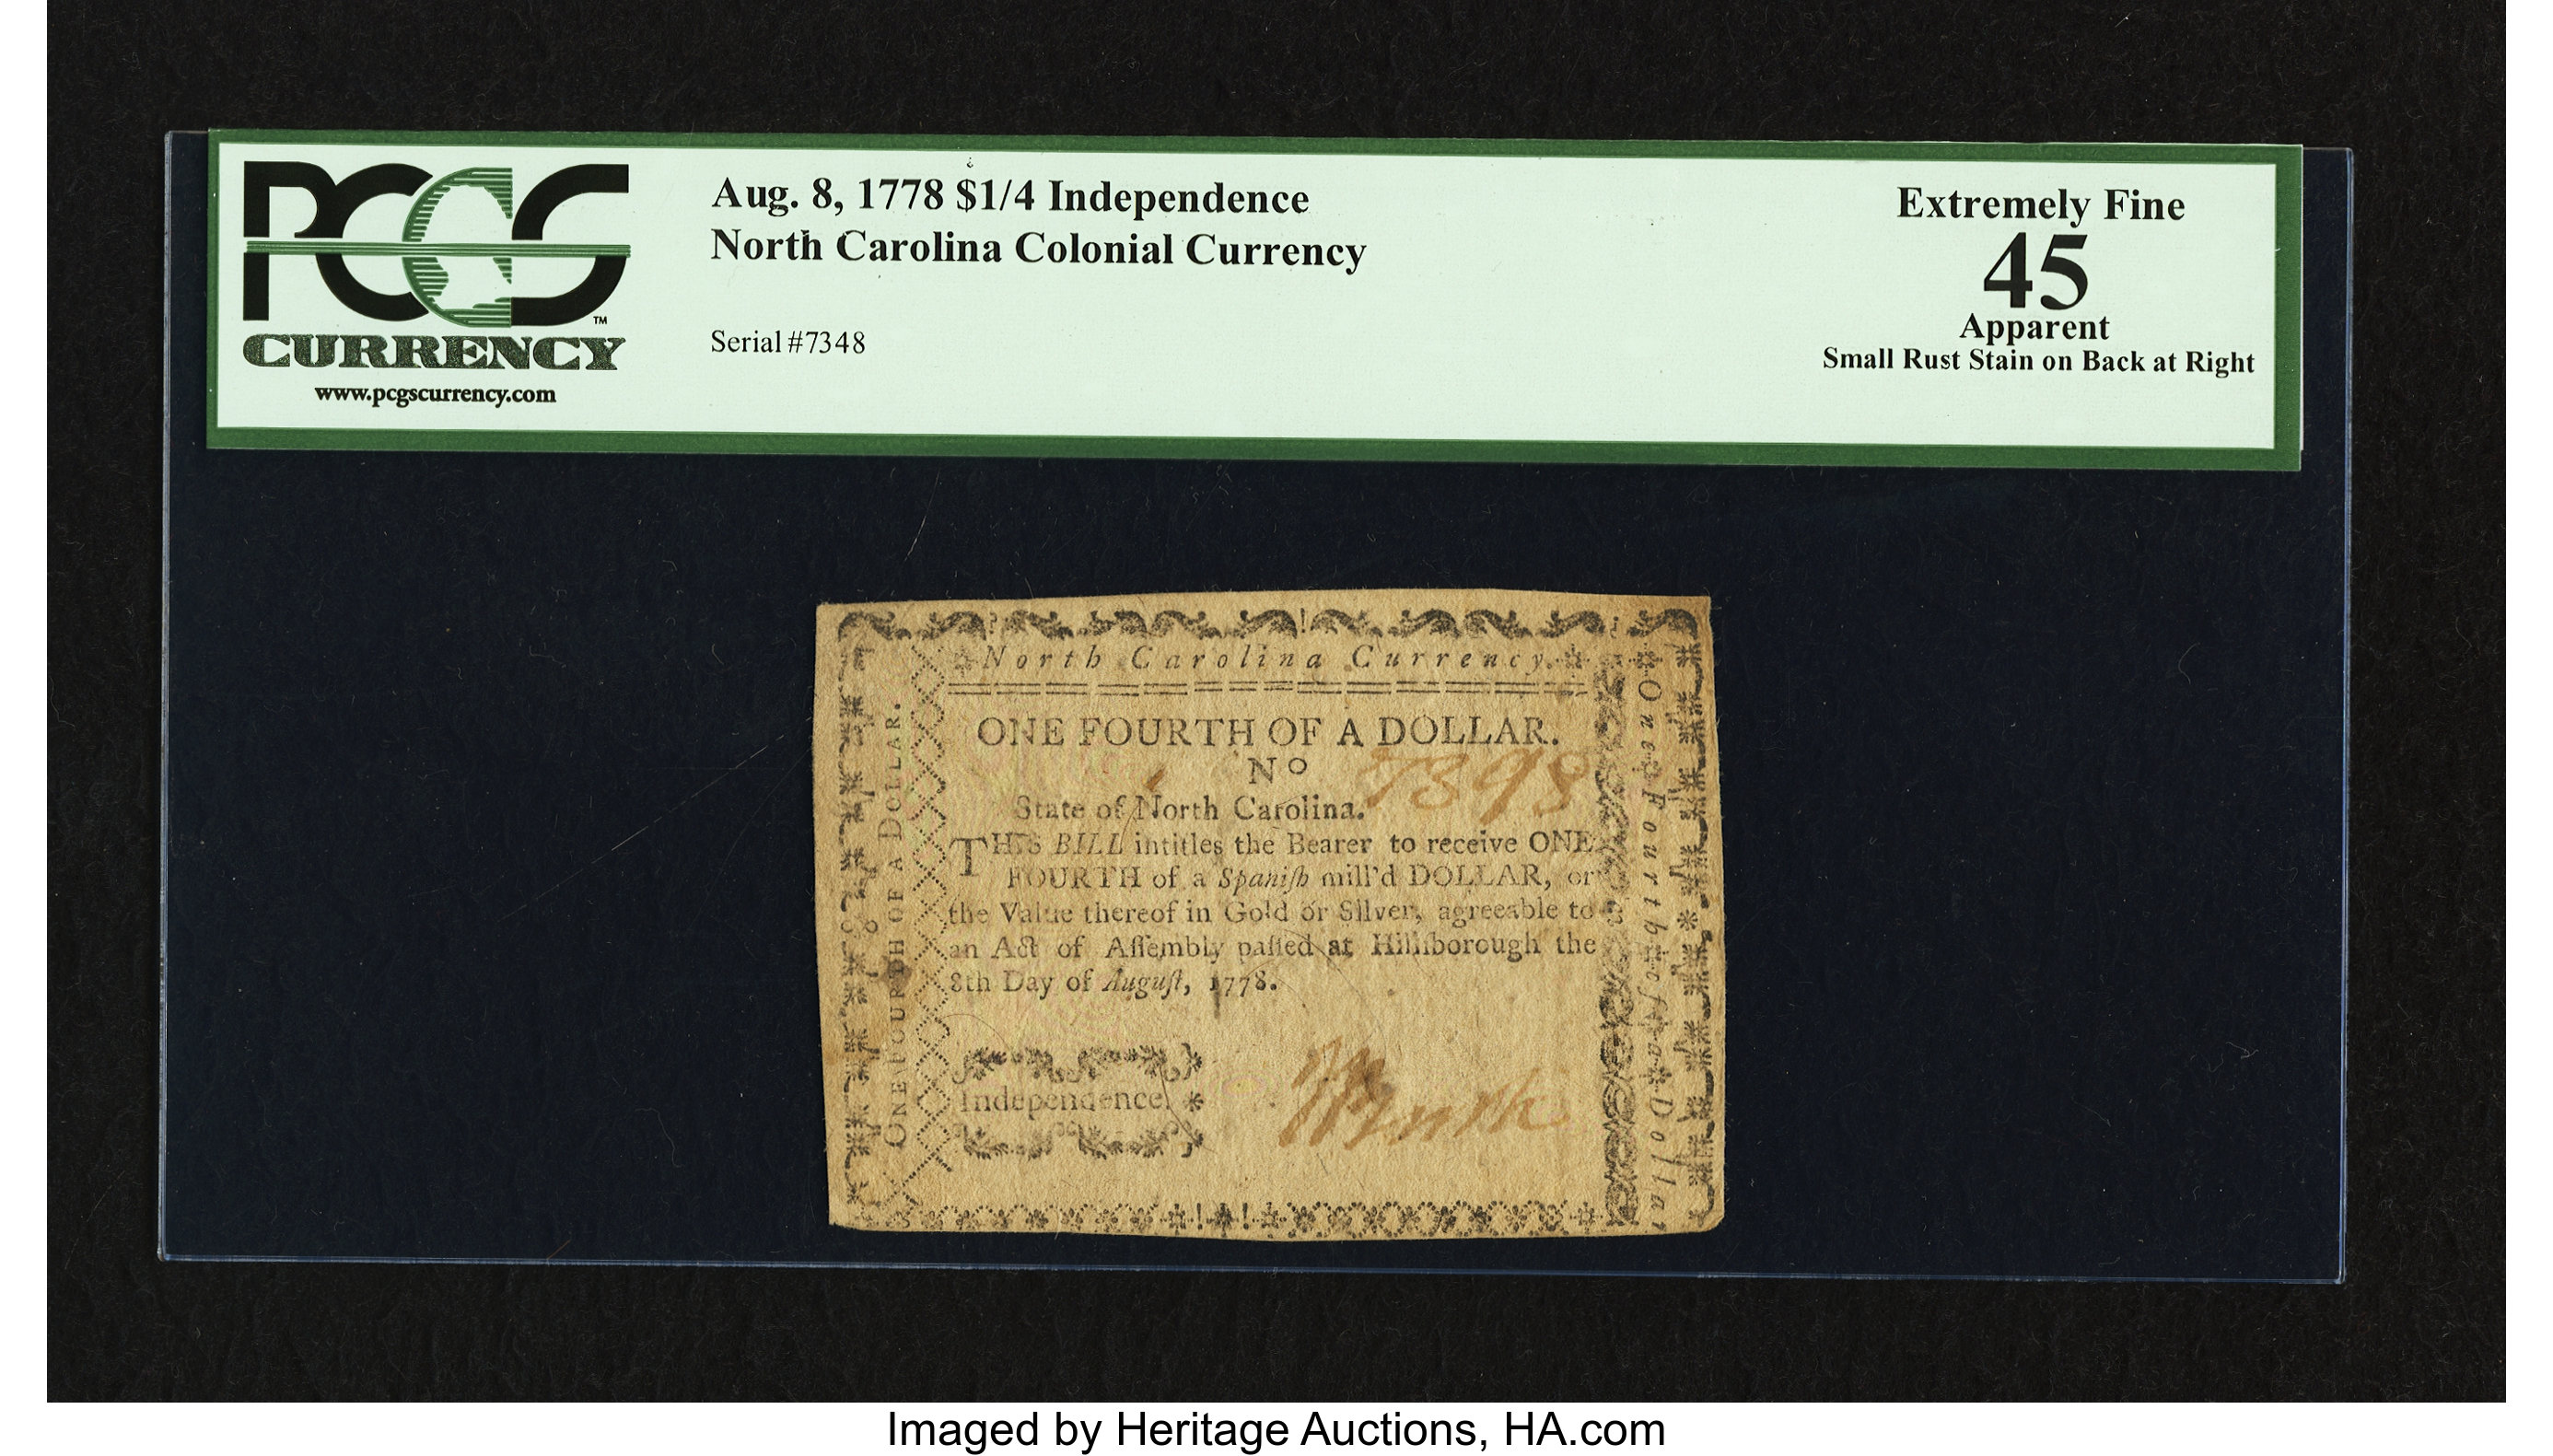 PCGS
CURRENCY
www.pcgscurrency.com
Aug. 8, 1778 $1/4 Independence
North Carolina Colonial Currency
Serial #7348
Extremely Fine
45
Apparent
Small Rust Stain on Back at Right
TM
North Carolina Currency.
ONE FOURTH OF A DOLLAR.
No
State of North Carolina.
THIS BILL intitles the Bearer to receive ONE
FOURTH of a Spaniſh mill'd DOLLAR, or
the Value thereof in Gold or Silver, agreeable to
an Act of Aſſembly paſſed at Hillſborough the
8th Day of Auguſt, 1778.
Independence.
ONE FOURTH OF A DOLLAR.
One Fourth of a Dollar
Imaged by Heritage Auctions, HA.com